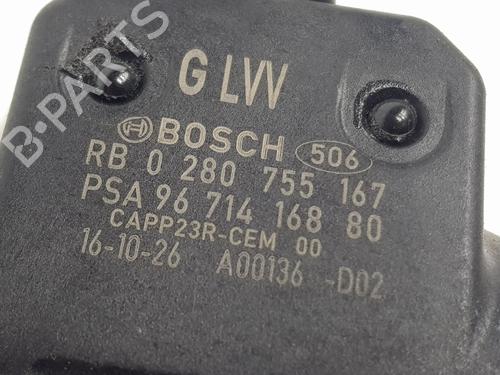 G LVV
BOSCH 506
RB 0 280 755 167
PSA 96 714 168 80
CAPP23R-CEM 00
16-10-26 A00136 -D02
B-PARTS